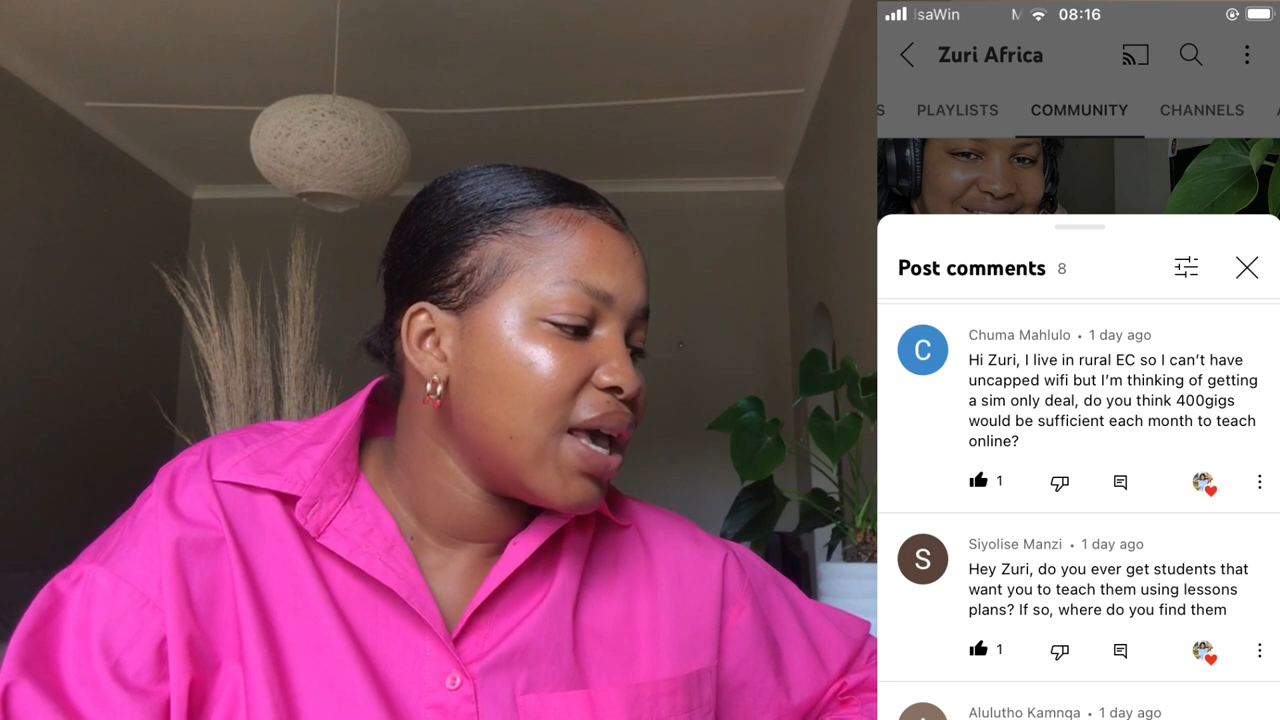 saWin
08:16
Zuri Africa
S
PLAYLISTS
COMMUNITY
CHANNELS
Post comments 8
C
Chuma Mahlulo • 1 day ago
Hi Zuri, I live in rural EC so I can't have
uncapped wifi but I'm thinking of getting
a sim only deal, do you think 400gigs
would be sufficient each month to teach
online?
1
S
Siyolise Manzi • 1 day ago
Hey Zuri, do you ever get students that
want you to teach them using lessons
plans? If so, where do you find them
1
Alulutho Kamnqa • 1 day ago